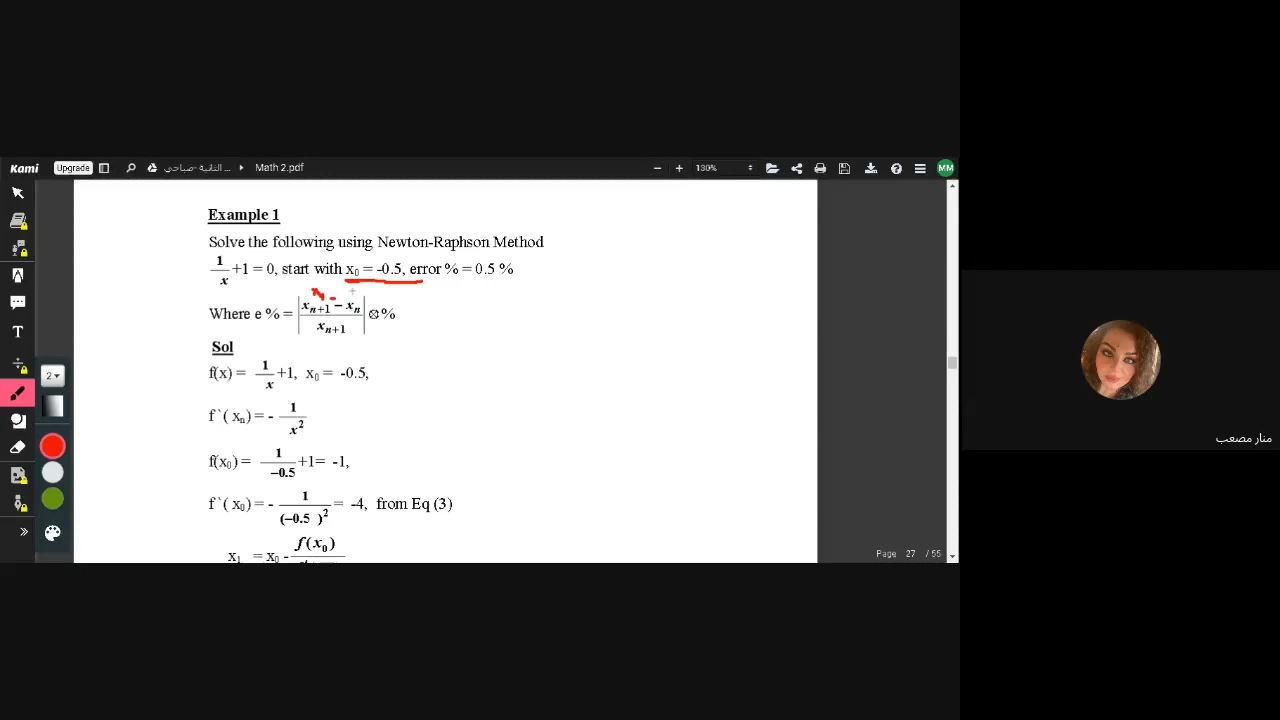 Kami
Upgrade
الثانية -صباحي ...
Math 2.pdf
130%
MM
Example 1
Solve the following using Newton-Raphson Method
1/x +1 = 0, start with x0 = -0.5, error % = 0.5 %
Where e % = |xn+1 − xn / xn+1| ⊗%
Sol
f(x) = 1/x +1, x0 = -0.5,
f`( xn) = - 1/x²
f(x0) = 1/−0.5 +1= -1,
f`( x0) = - 1/(−0.5 )² = -4, from Eq (3)
x1 = x0 - f(x0)
2
T
Page 27 / 55
منار مصعب